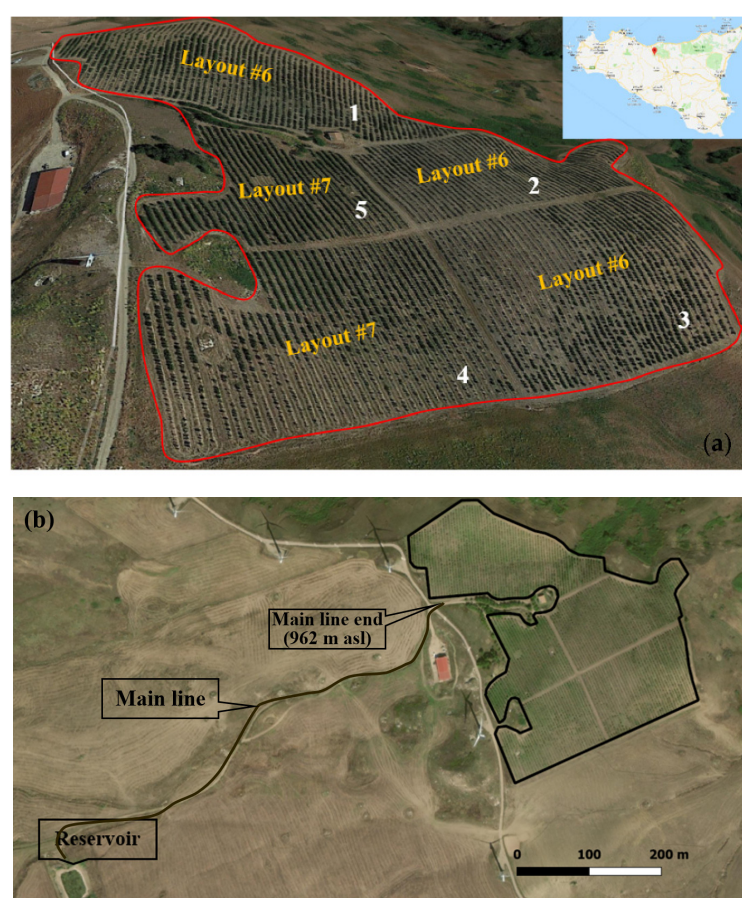 Layout #6
1
Layout #7
Layout #6
5
2
Layout #6
Layout #7
3
4
(a)
(b)
Main line end
(962 m asl)
Main line
Reservoir
0 100 200 m